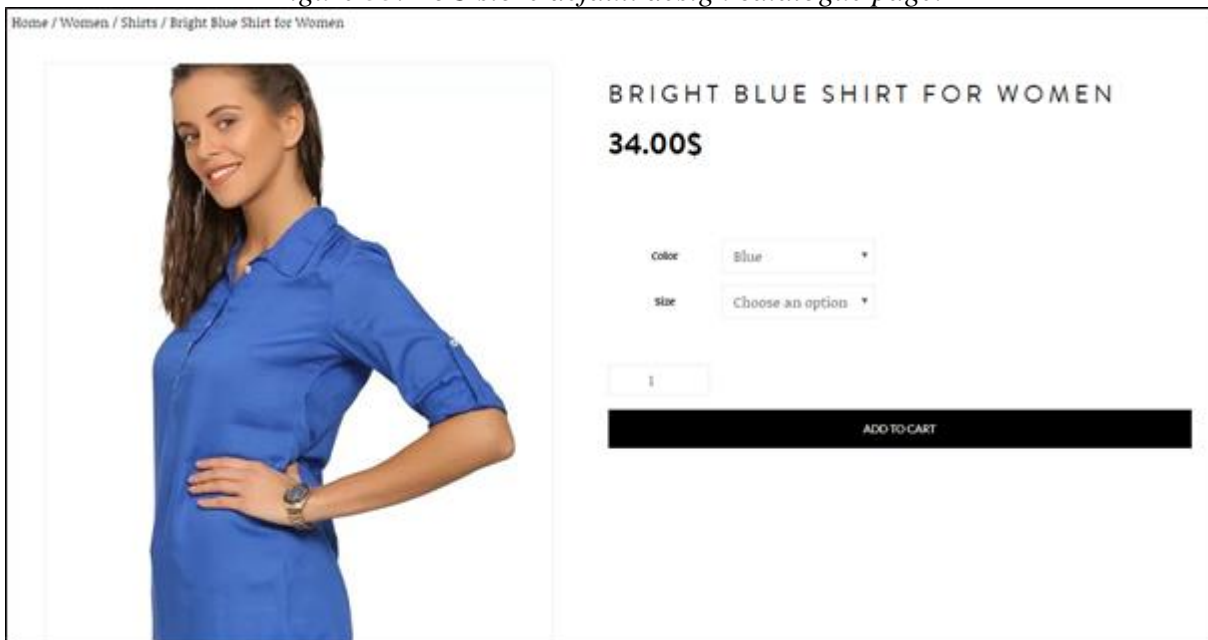 Home / Women / Shirts / Bright Blue Shirt for Women
BRIGHT BLUE SHIRT FOR WOMEN
34.00$
Color Blue
Size Choose an option
1
ADD TO CART